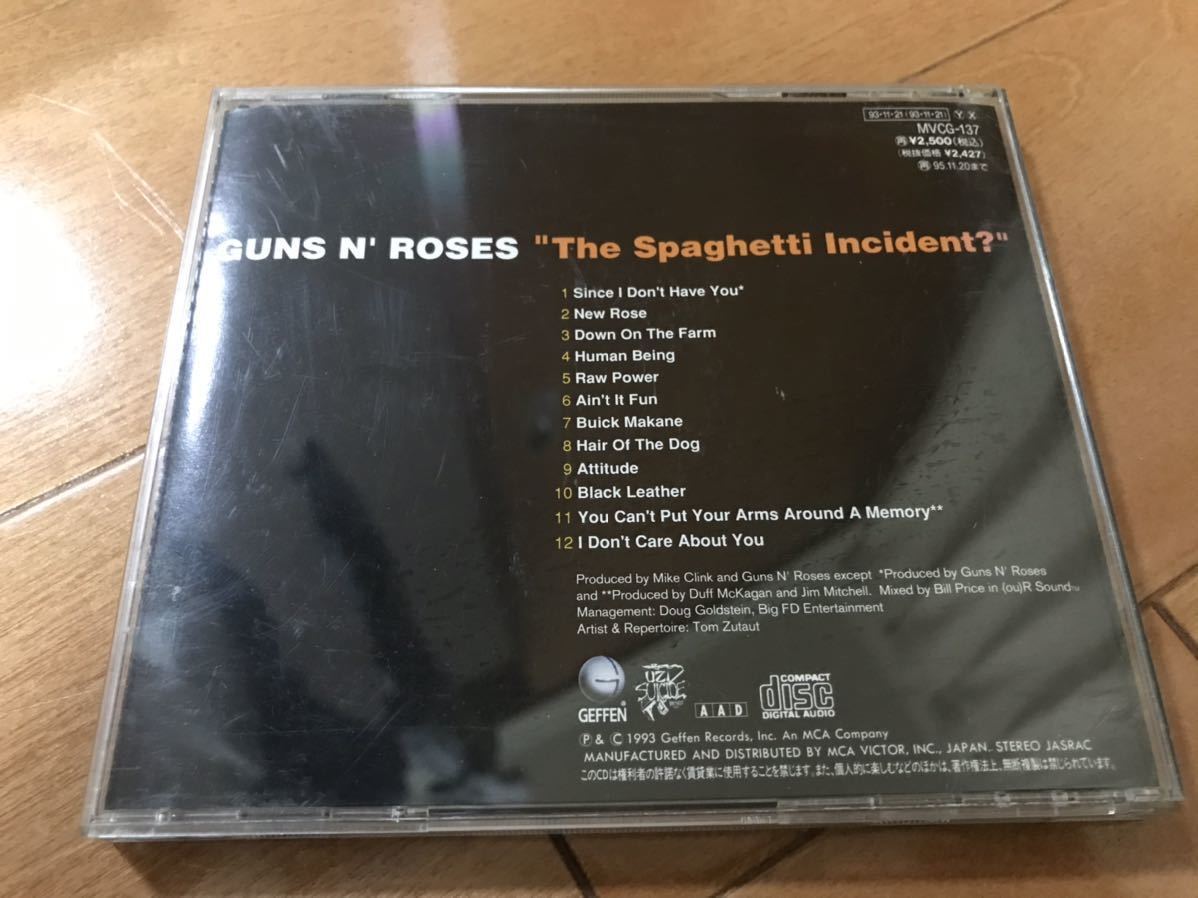 93・11・21 (93・11・21) Y X
MVCG-137
再 ¥2,500(税込)
(税抜価格 ¥2,427)
再 95.11.20まで
GUNS N' ROSES "The Spaghetti Incident?"
1 Since I Don't Have You*
2 New Rose
3 Down On The Farm
4 Human Being
5 Raw Power
6 Ain't It Fun
7 Buick Makane
8 Hair Of The Dog
9 Attitude
10 Black Leather
11 You Can't Put Your Arms Around A Memory**
12 I Don't Care About You
Produced by Mike Clink and Guns N' Roses except *Produced by Guns N' Roses
and **Produced by Duff McKagan and Jim Mitchell. Mixed by Bill Price in (ou)R Sound™
Management: Doug Goldstein, Big FD Entertainment
Artist & Repertoire: Tom Zutaut
GEFFEN ®
UZI SUICIDE
A A D
COMPACT disc DIGITAL AUDIO
Ⓟ & © 1993 Geffen Records, Inc. An MCA Company
MANUFACTURED AND DISTRIBUTED BY MCA VICTOR, INC., JAPAN. STEREO JASRAC
このCDは権利者の許諾なく賃貸業に使用することを禁じます。また、個人的に楽しむなどのほかは、著作権法上、無断複製は禁じられています。